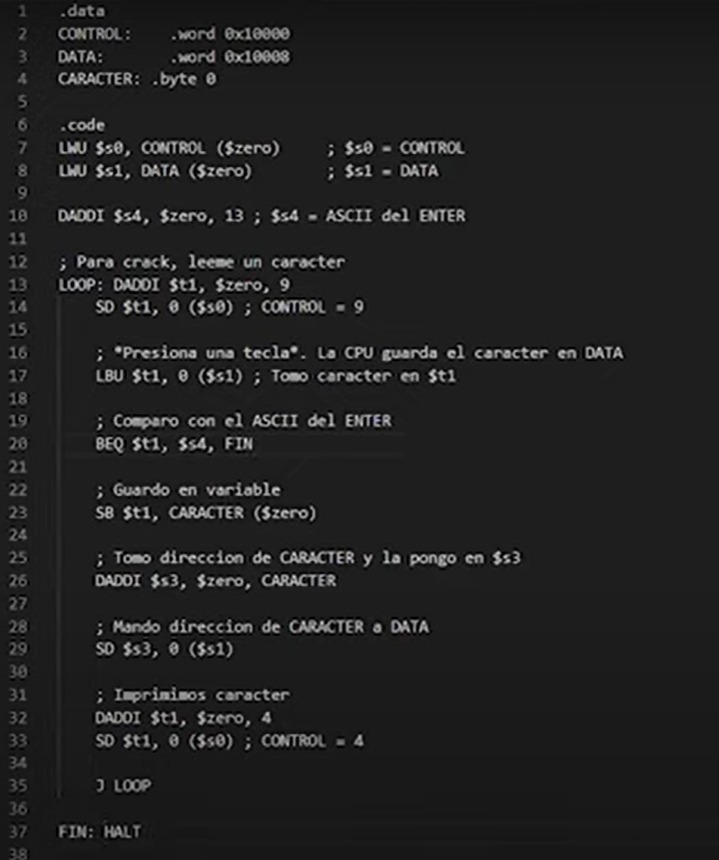 1 .data
2 CONTROL: .word 0x10000
3 DATA: .word 0x10008
4 CARACTER: .byte 0
5
6 .code
7 LWU $s0, CONTROL ($zero) ; $s0 = CONTROL
8 LWU $s1, DATA ($zero) ; $s1 = DATA
9
10 DADDI $s4, $zero, 13 ; $s4 = ASCII del ENTER
11
12 ; Para crack, leeme un caracter
13 LOOP: DADDI $t1, $zero, 9
14 SD $t1, 0 ($s0) ; CONTROL = 9
15
16 ; *Presiona una tecla*. La CPU guarda el caracter en DATA
17 LBU $t1, 0 ($s1) ; Tomo caracter en $t1
18
19 ; Comparo con el ASCII del ENTER
20 BEQ $t1, $s4, FIN
21
22 ; Guardo en variable
23 SB $t1, CARACTER ($zero)
24
25 ; Tomo direccion de CARACTER y la pongo en $s3
26 DADDI $s3, $zero, CARACTER
27
28 ; Mando direccion de CARACTER a DATA
29 SD $s3, 0 ($s1)
30
31 ; Imprimimos caracter
32 DADDI $t1, $zero, 4
33 SD $t1, 0 ($s0) ; CONTROL = 4
34
35 J LOOP
36
37 FIN: HALT
38